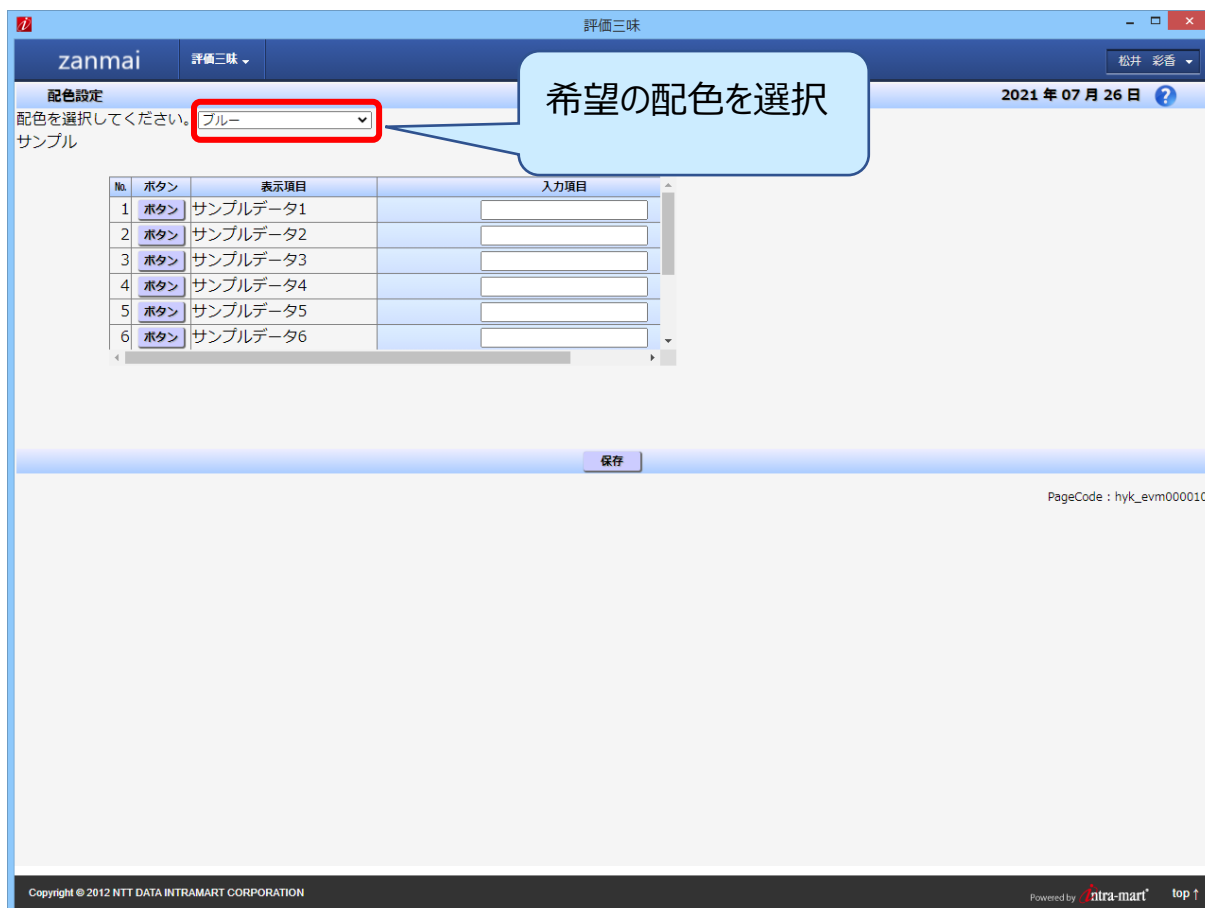 評価三味
zanmai 評価三昧 松井 彩香
希望の配色を選択
配色設定 2021 年 07 月 26 日 ?
配色を選択してください。 ブルー
サンプル
No. ボタン 表示項目 入力項目
1 ボタン サンプルデータ1
2 ボタン サンプルデータ2
3 ボタン サンプルデータ3
4 ボタン サンプルデータ4
5 ボタン サンプルデータ5
6 ボタン サンプルデータ6
保存
PageCode : hyk_evm000010
Copyright © 2012 NTT DATA INTRAMART CORPORATION Powered by intra-mart top↑